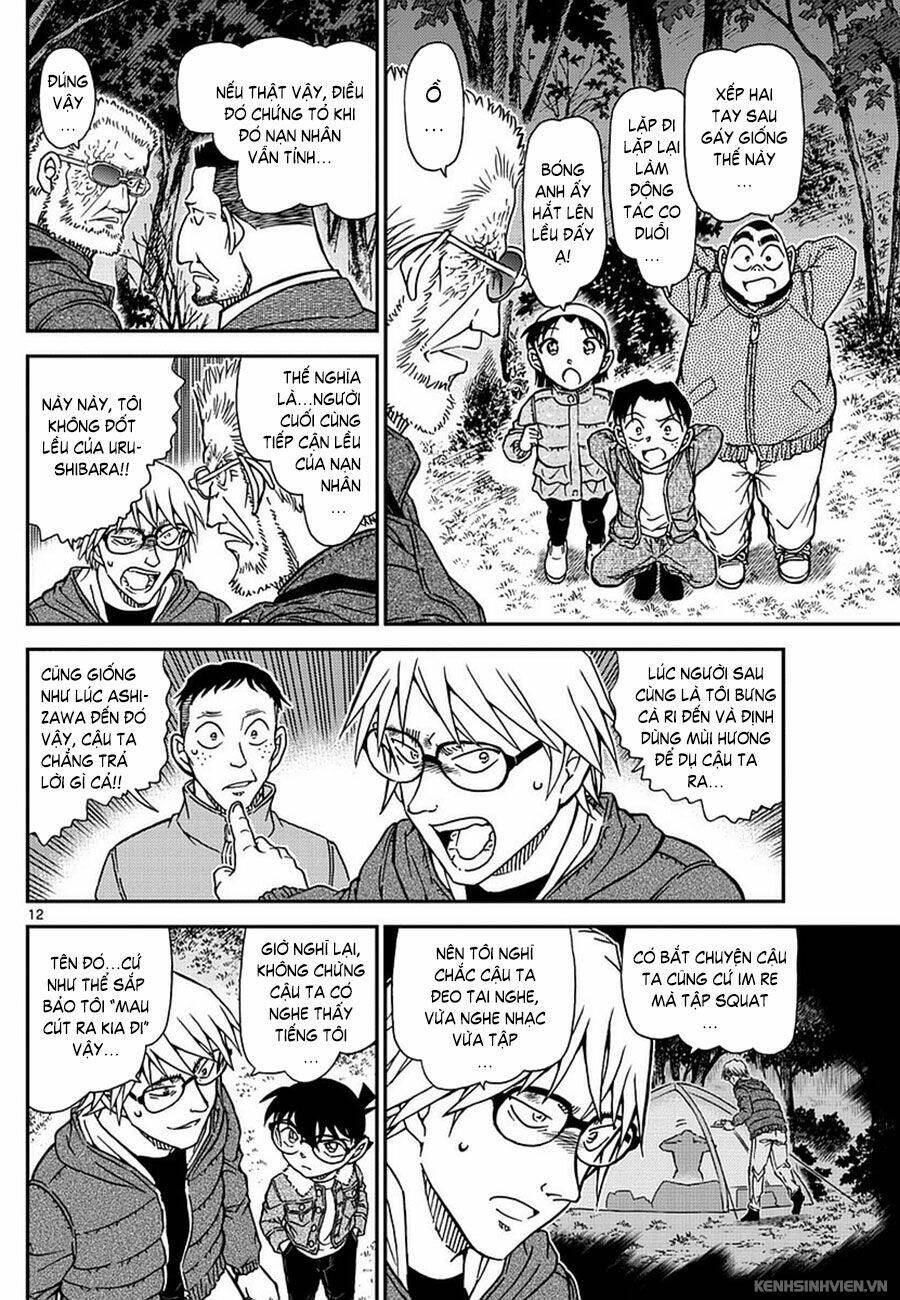 XẾP HAI
TAY SAU
GÁY GIỐNG
THẾ NÀY
...
LẶP ĐI
LẶP LẠI
LÀM
ĐỘNG
TÁC CO
DUỖI
BÓNG
ANH ẤY
HẮT LÊN
LỀU ĐẤY
Ạ!
Ồ
...
NẾU THẬT VẬY, ĐIỀU
ĐÓ CHỨNG TỎ KHI
ĐÓ NẠN NHÂN
VẪN TỈNH...
ĐÚNG
VẬY
...
THẾ NGHĨA
LÀ...NGƯỜI
CUỐI CÙNG
TIẾP CẬN LỀU
CỦA NẠN
NHÂN
...
NÀY NÀY, TÔI
KHÔNG ĐỐT
LỀU CỦA URU-
SHIBARA!!
LÚC NGƯỜI SAU
CÙNG LÀ TÔI BƯNG
CÀ RI ĐẾN VÀ ĐỊNH
DÙNG MÙI HƯƠNG
ĐỂ DỤ CẬU TA
RA...
CŨNG GIỐNG
NHƯ LÚC ASHI-
ZAWA ĐẾN ĐÓ
VẬY, CẬU TA
CHẲNG TRẢ
LỜI GÌ CẢ!!
12
CÓ BẮT CHUYỆN CẬU
TA CŨNG CỨ IM RE
MÀ TẬP SQUAT
...
NÊN TÔI NGHĨ
CHẮC CẬU TA
ĐEO TAI NGHE,
VỪA NGHE NHẠC
VỪA TẬP
...
GIỜ NGHĨ LẠI,
KHÔNG CHỪNG
CẬU TA CÓ
NGHE THẤY
TIẾNG TÔI
...
TÊN ĐÓ...CỨ
NHƯ THỂ SẮP
BẢO TÔI "MAU
CÚT RA KIA ĐI"
VẬY...
KENHSINHVIEN.VN